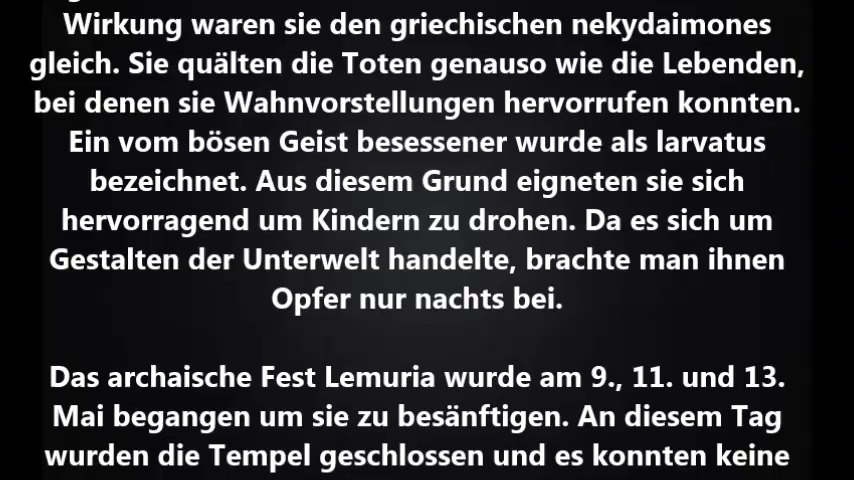 Wirkung waren sie den griechischen nekydaimones
gleich. Sie quälten die Toten genauso wie die Lebenden,
bei denen sie Wahnvorstellungen hervorrufen konnten.
Ein vom bösen Geist besessener wurde als larvatus
bezeichnet. Aus diesem Grund eigneten sie sich
hervorragend um Kindern zu drohen. Da es sich um
Gestalten der Unterwelt handelte, brachte man ihnen
Opfer nur nachts bei.
Das archaische Fest Lemuria wurde am 9., 11. und 13.
Mai begangen um sie zu besänftigen. An diesem Tag
wurden die Tempel geschlossen und es konnten keine